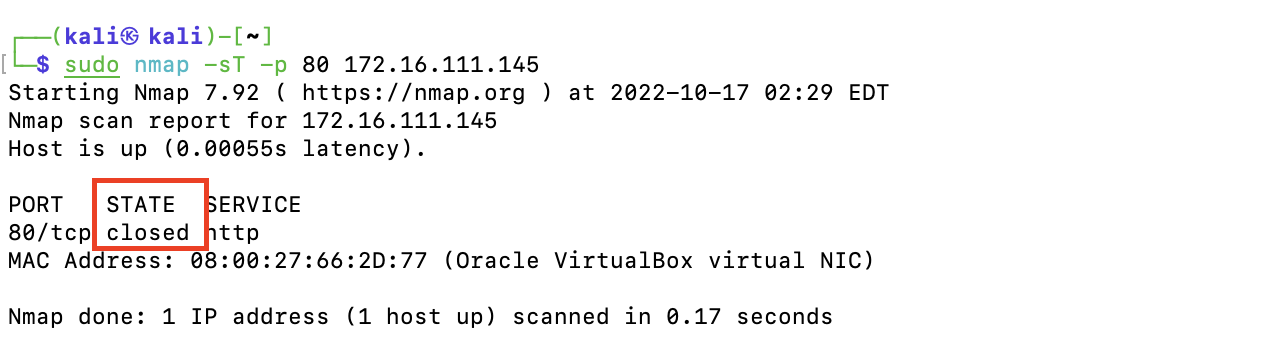 ┌──(kali㉿kali)-[~]
└─$ sudo nmap -sT -p 80 172.16.111.145
Starting Nmap 7.92 ( https://nmap.org ) at 2022-10-17 02:29 EDT
Nmap scan report for 172.16.111.145
Host is up (0.00055s latency).
PORT   STATE  SERVICE
80/tcp closed http
MAC Address: 08:00:27:66:2D:77 (Oracle VirtualBox virtual NIC)
Nmap done: 1 IP address (1 host up) scanned in 0.17 seconds